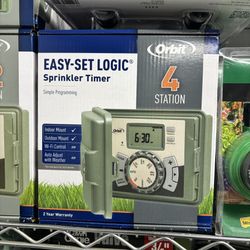 Orbit
EASY-SET LOGIC®
Sprinkler Timer
Simple Programming
4
STATION
Indoor Mount
Outdoor Mount
Wi-Fi Control
Auto Adjust
with Weather
Orbit
6:30
2 Year Warranty